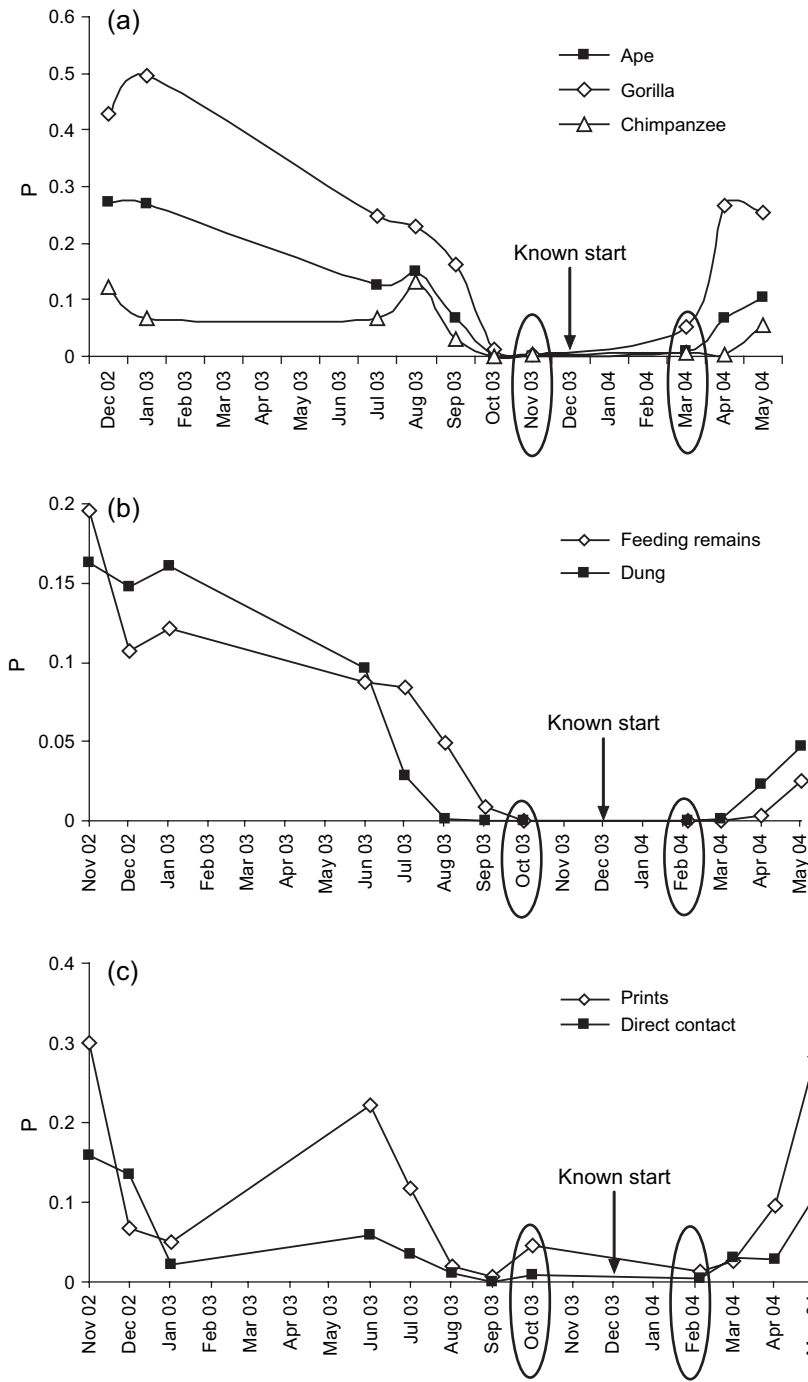 (a)
0.6
0.5
0.4
0.3
0.2
0.1
0
P
Ape
Gorilla
Chimpanzee
Known start
Dec 02
Jan 03
Feb 03
Mar 03
Apr 03
May 03
Jun 03
Jul 03
Aug 03
Sep 03
Oct 03
Nov 03
Dec 03
Jan 04
Feb 04
Mar 04
Apr 04
May 04
(b)
0.2
0.15
0.1
0.05
0
P
Feeding remains
Dung
Known start
Nov 02
Dec 02
Jan 03
Feb 03
Mar 03
Apr 03
May 03
Jun 03
Jul 03
Aug 03
Sep 03
Oct 03
Nov 03
Dec 03
Jan 04
Feb 04
Mar 04
Apr 04
May 04
(c)
0.4
0.3
0.2
0.1
0
P
Prints
Direct contact
Known start
Nov 02
Dec 02
Jan 03
Feb 03
Mar 03
Apr 03
May 03
Jun 03
Jul 03
Aug 03
Sep 03
Oct 03
Nov 03
Dec 03
Jan 04
Feb 04
Mar 04
Apr 04